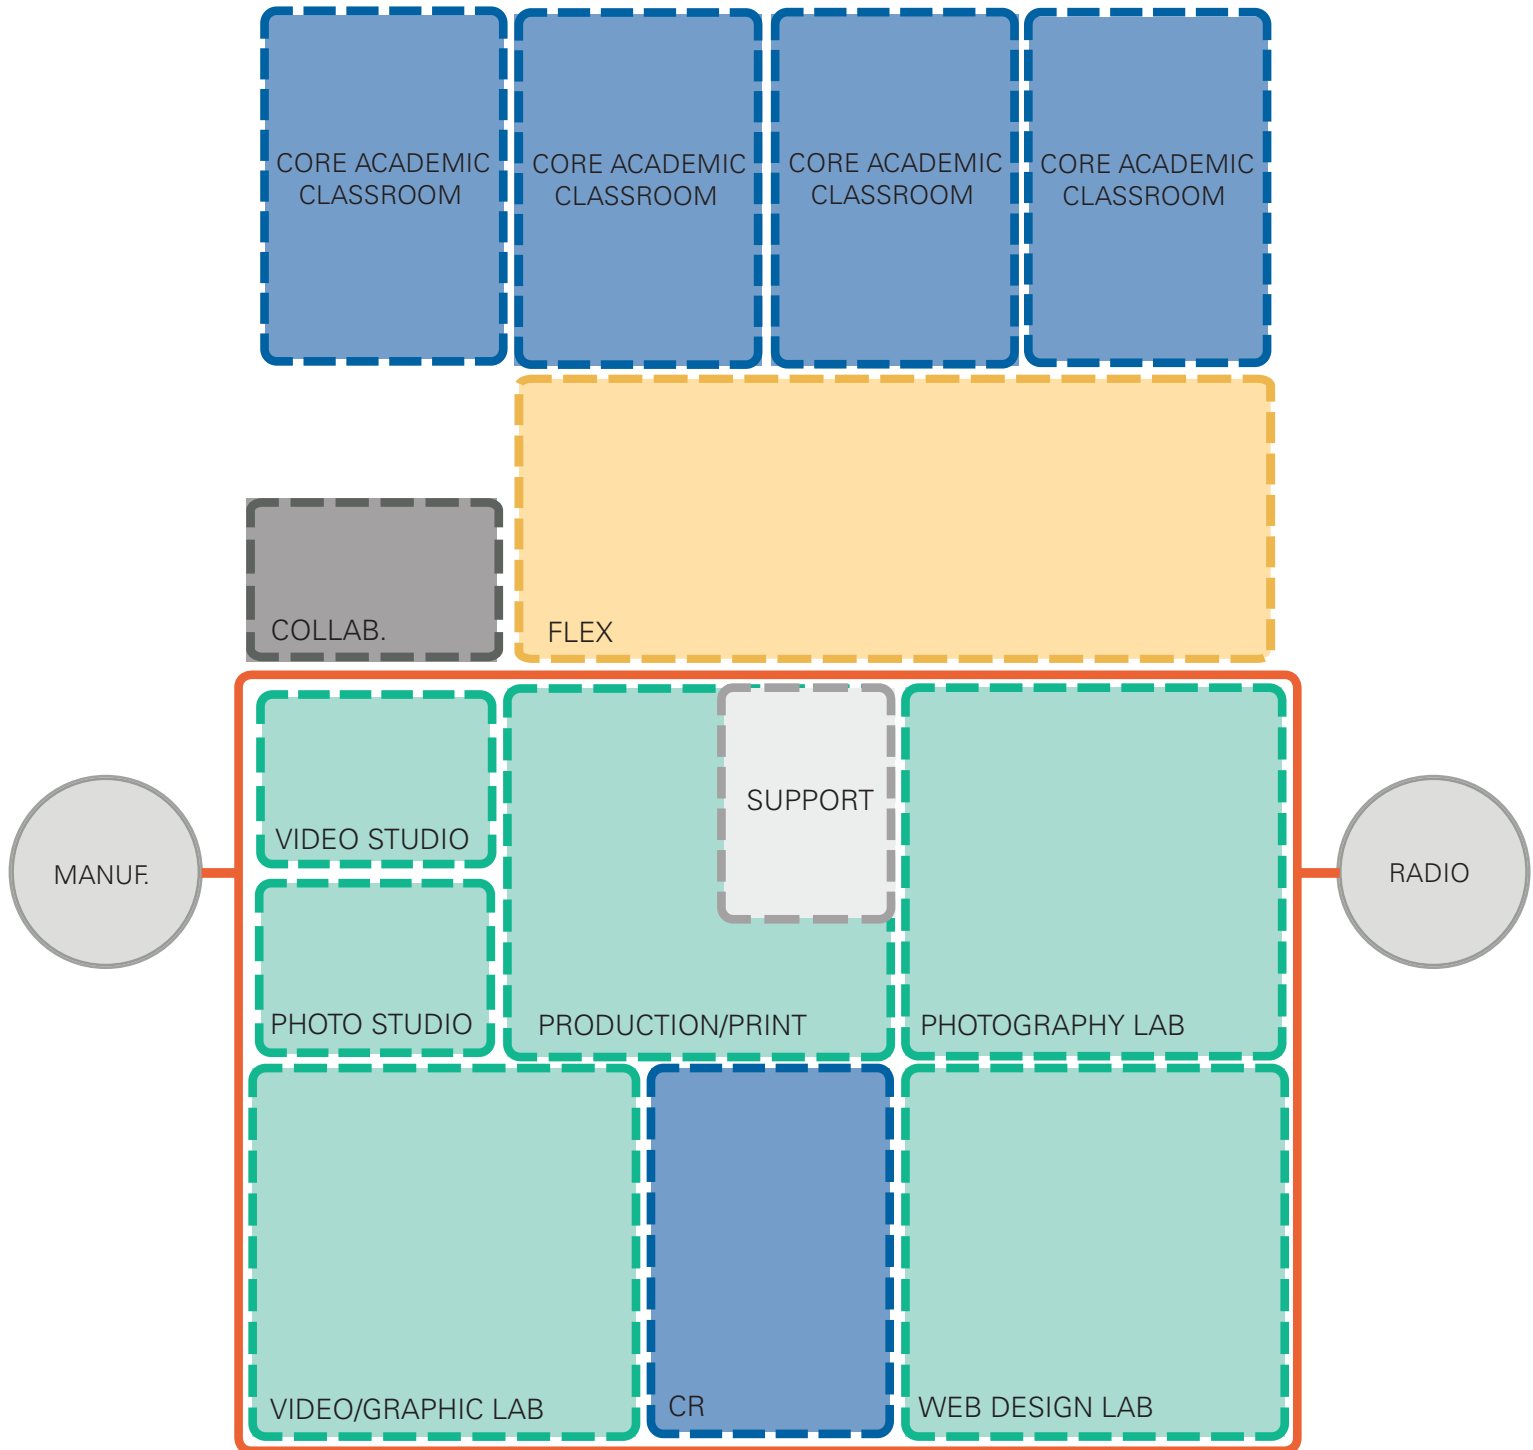 CORE ACADEMIC
CLASSROOM
CORE ACADEMIC
CLASSROOM
CORE ACADEMIC
CLASSROOM
CORE ACADEMIC
CLASSROOM
COLLAB.
FLEX
SUPPORT
VIDEO STUDIO
MANUF.
RADIO
PHOTO STUDIO
PRODUCTION/PRINT
PHOTOGRAPHY LAB
VIDEO/GRAPHIC LAB
CR
WEB DESIGN LAB